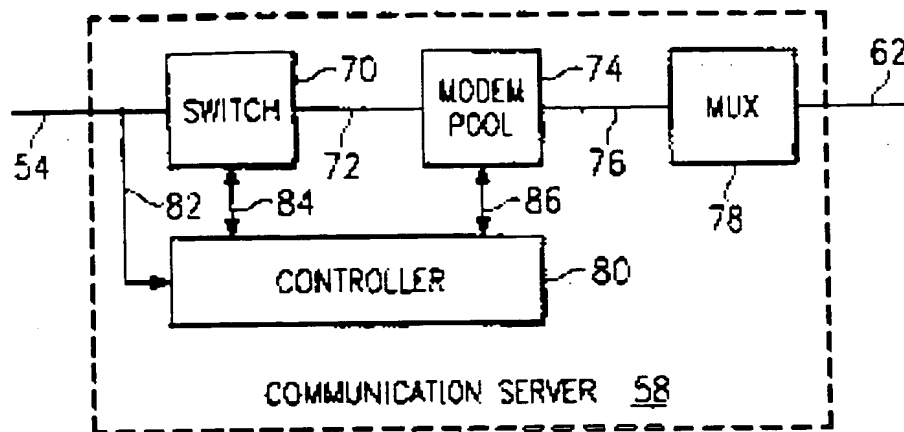 70
74
62
SWITCH
MODEM
POOL
MUX
54
72
76
82
84
86
78
CONTROLLER
80
COMMUNICATION SERVER 58